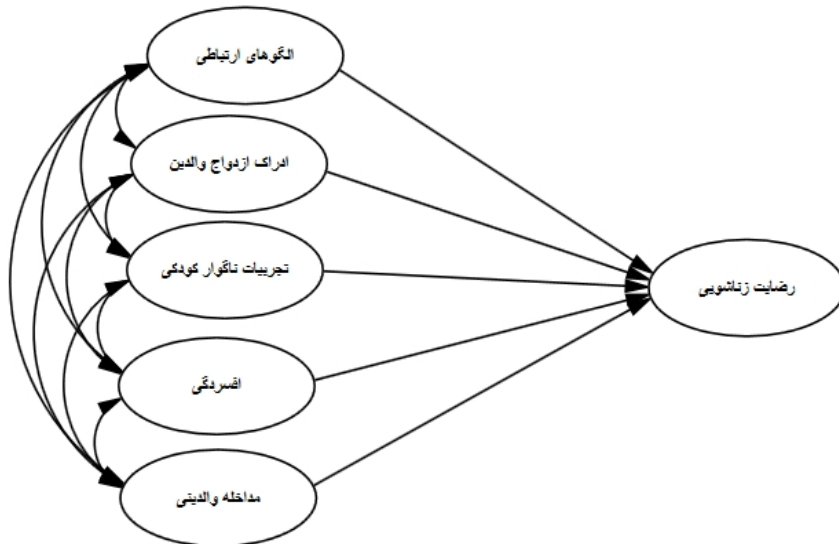 الگوهای ارتباطی
ادراک ازدواج والدین
تجربیات ناگوار کودکی
افسردگی
مداخله والدینی
رضایت زناشویی